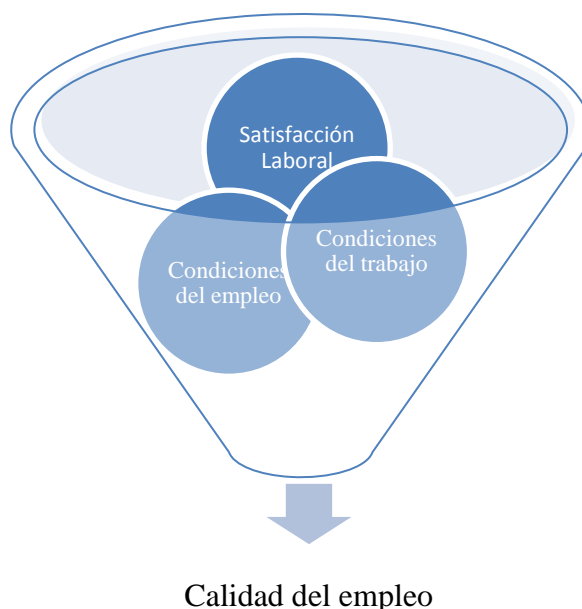 Satisfacción
Laboral
Condiciones
del trabajo
Condiciones
del empleo
Calidad del empleo